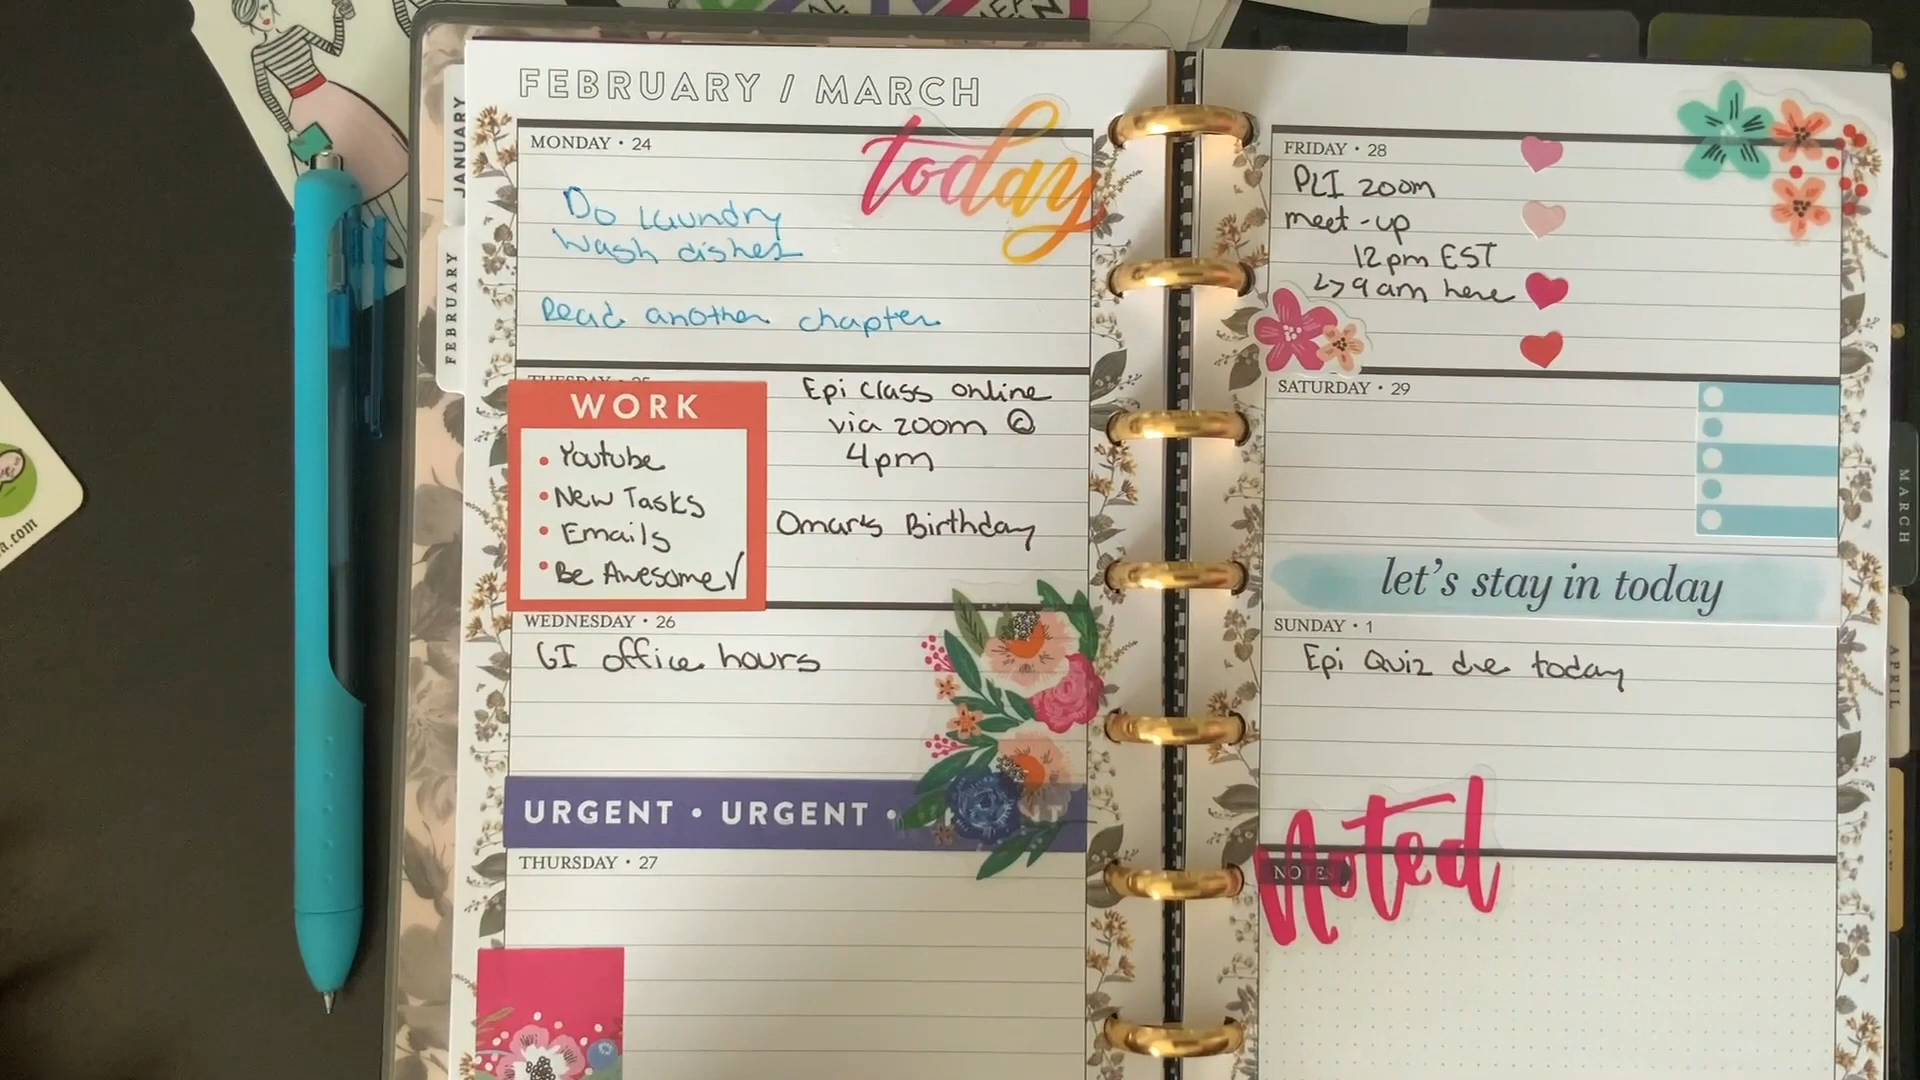 FEBRUARY / MARCH
JANUARY
FEBRUARY
MONDAY • 24
today
Do laundry
Wash dishes
Read another chapter
TUESDAY • 25
WORK
• Youtube
• New Tasks
• Emails
• Be Awesome✓
Epi Class online
via zoom @
4pm
Omar's Birthday
WEDNESDAY • 26
GI office hours
URGENT • URGENT •
THURSDAY • 27
FRIDAY • 28
PLI zoom
meet-up
12pm EST
↳ 9am here
SATURDAY • 29
let's stay in today
SUNDAY • 1
Epi Quiz due today
Noted
NOTES
MARCH
APRIL
a.com